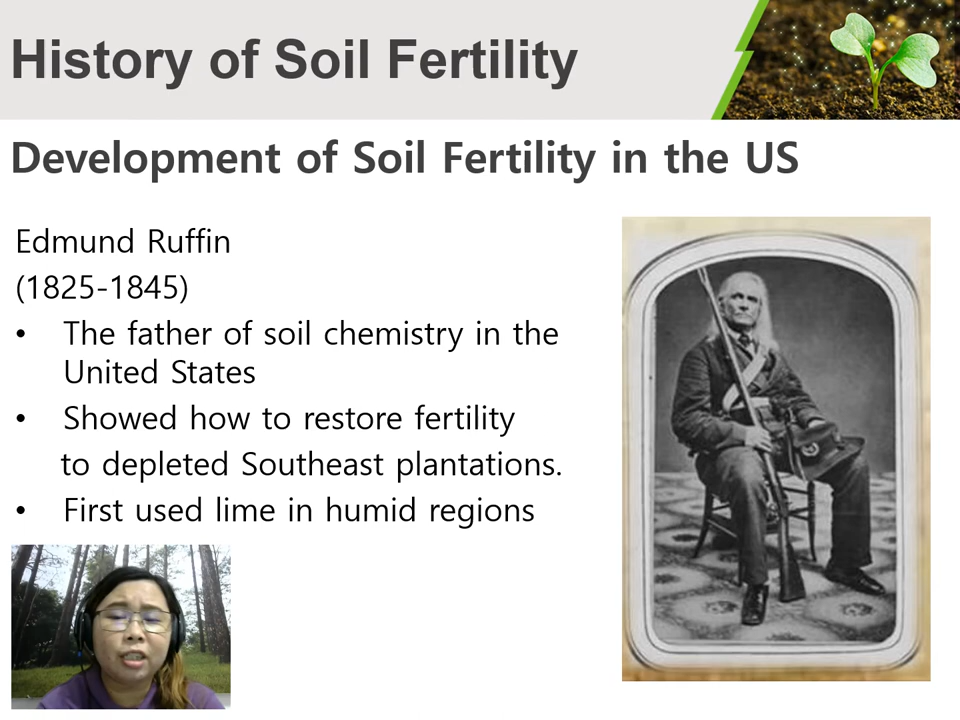 History of Soil Fertility
Development of Soil Fertility in the US
Edmund Ruffin
(1825-1845)
• The father of soil chemistry in the
United States
• Showed how to restore fertility
to depleted Southeast plantations.
• First used lime in humid regions